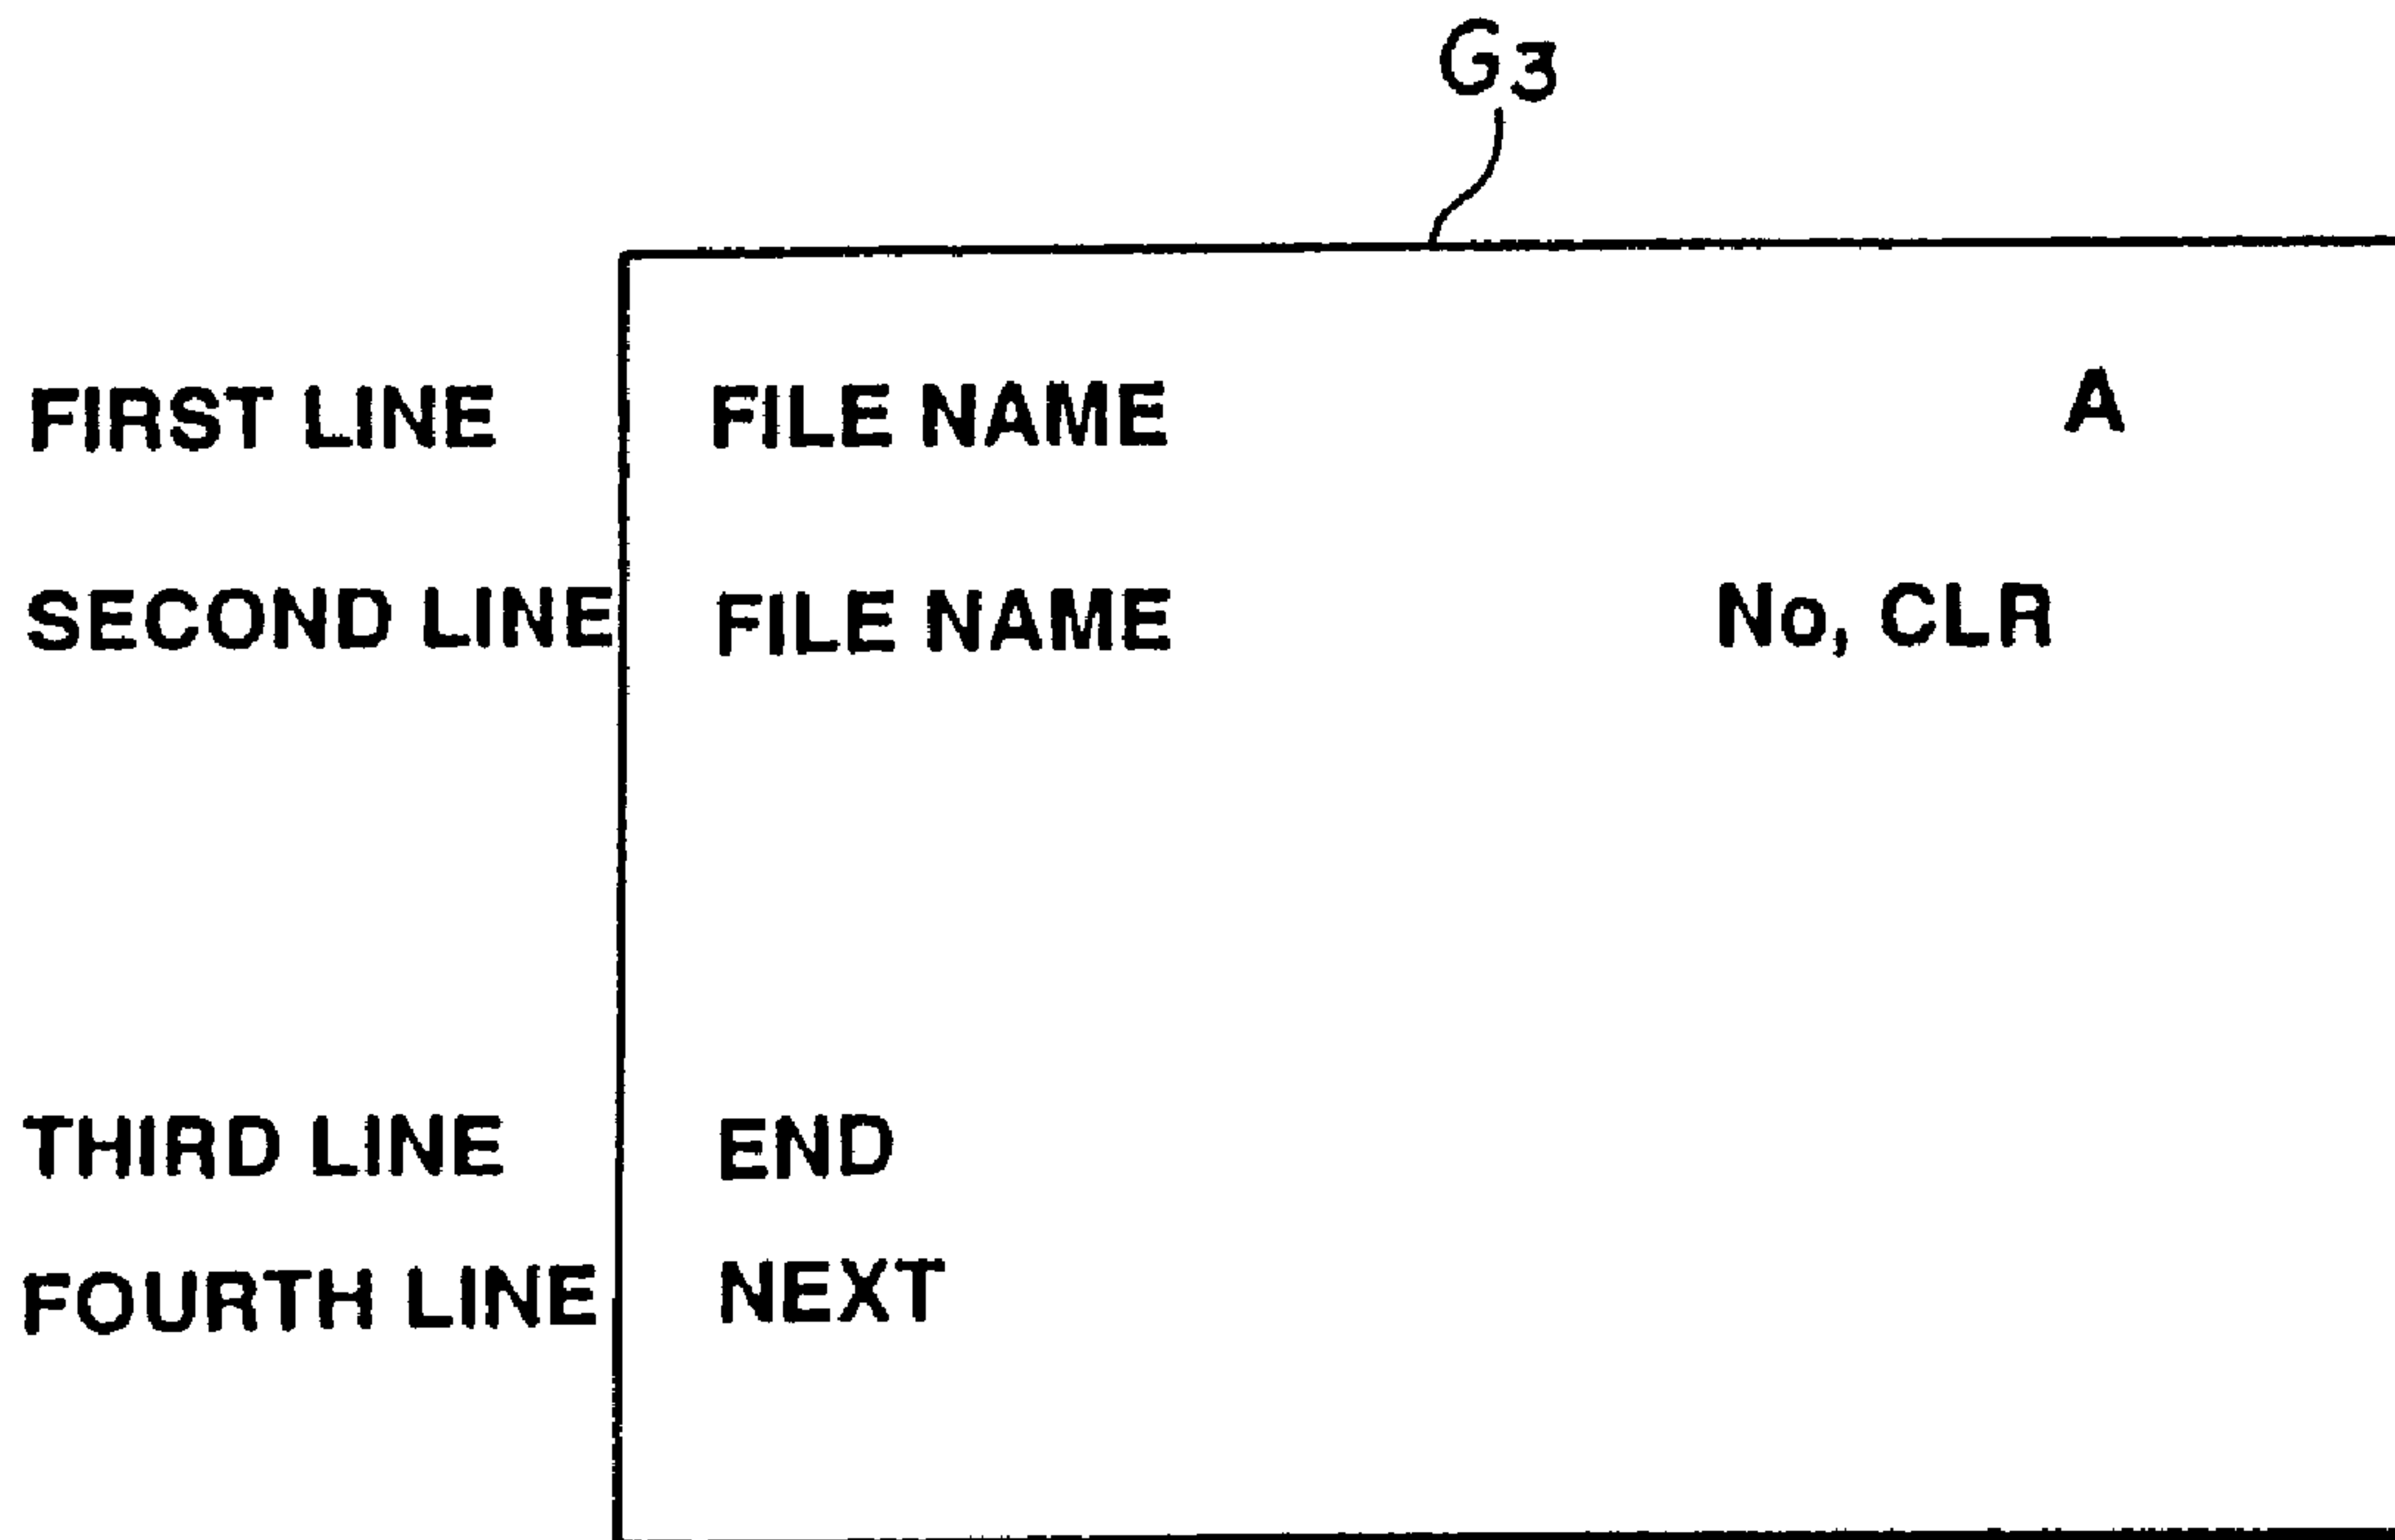 G3
FIRST LINE FILE NAME A
SECOND LINE FILE NAME No, CLR
THIRD LINE END
FOURTH LINE NEXT